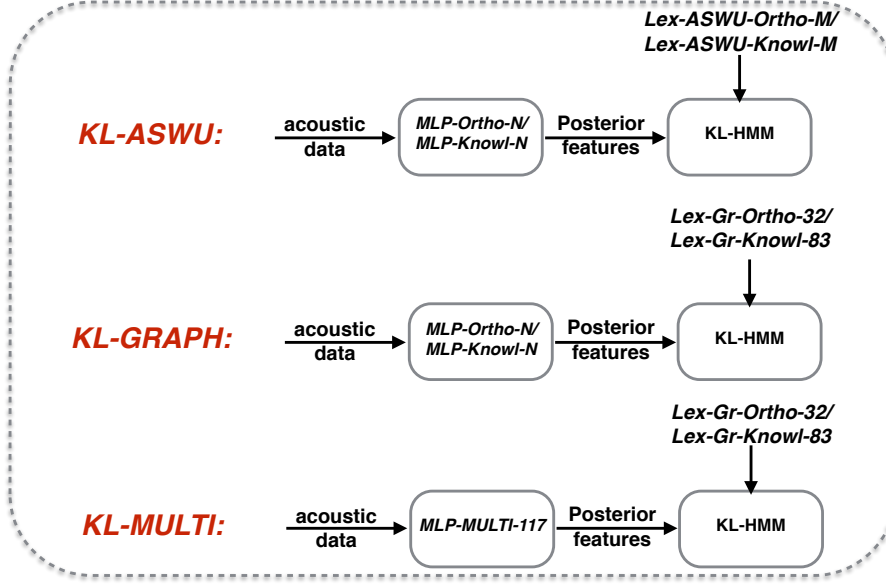 Lex-ASWU-Ortho-M/
Lex-ASWU-Knowl-M
KL-ASWU:
acoustic
data
MLP-Ortho-N/
MLP-Knowl-N
Posterior
features
KL-HMM
Lex-Gr-Ortho-32/
Lex-Gr-Knowl-83
KL-GRAPH:
acoustic
data
MLP-Ortho-N/
MLP-Knowl-N
Posterior
features
KL-HMM
Lex-Gr-Ortho-32/
Lex-Gr-Knowl-83
KL-MULTI:
acoustic
data
MLP-MULTI-117
Posterior
features
KL-HMM